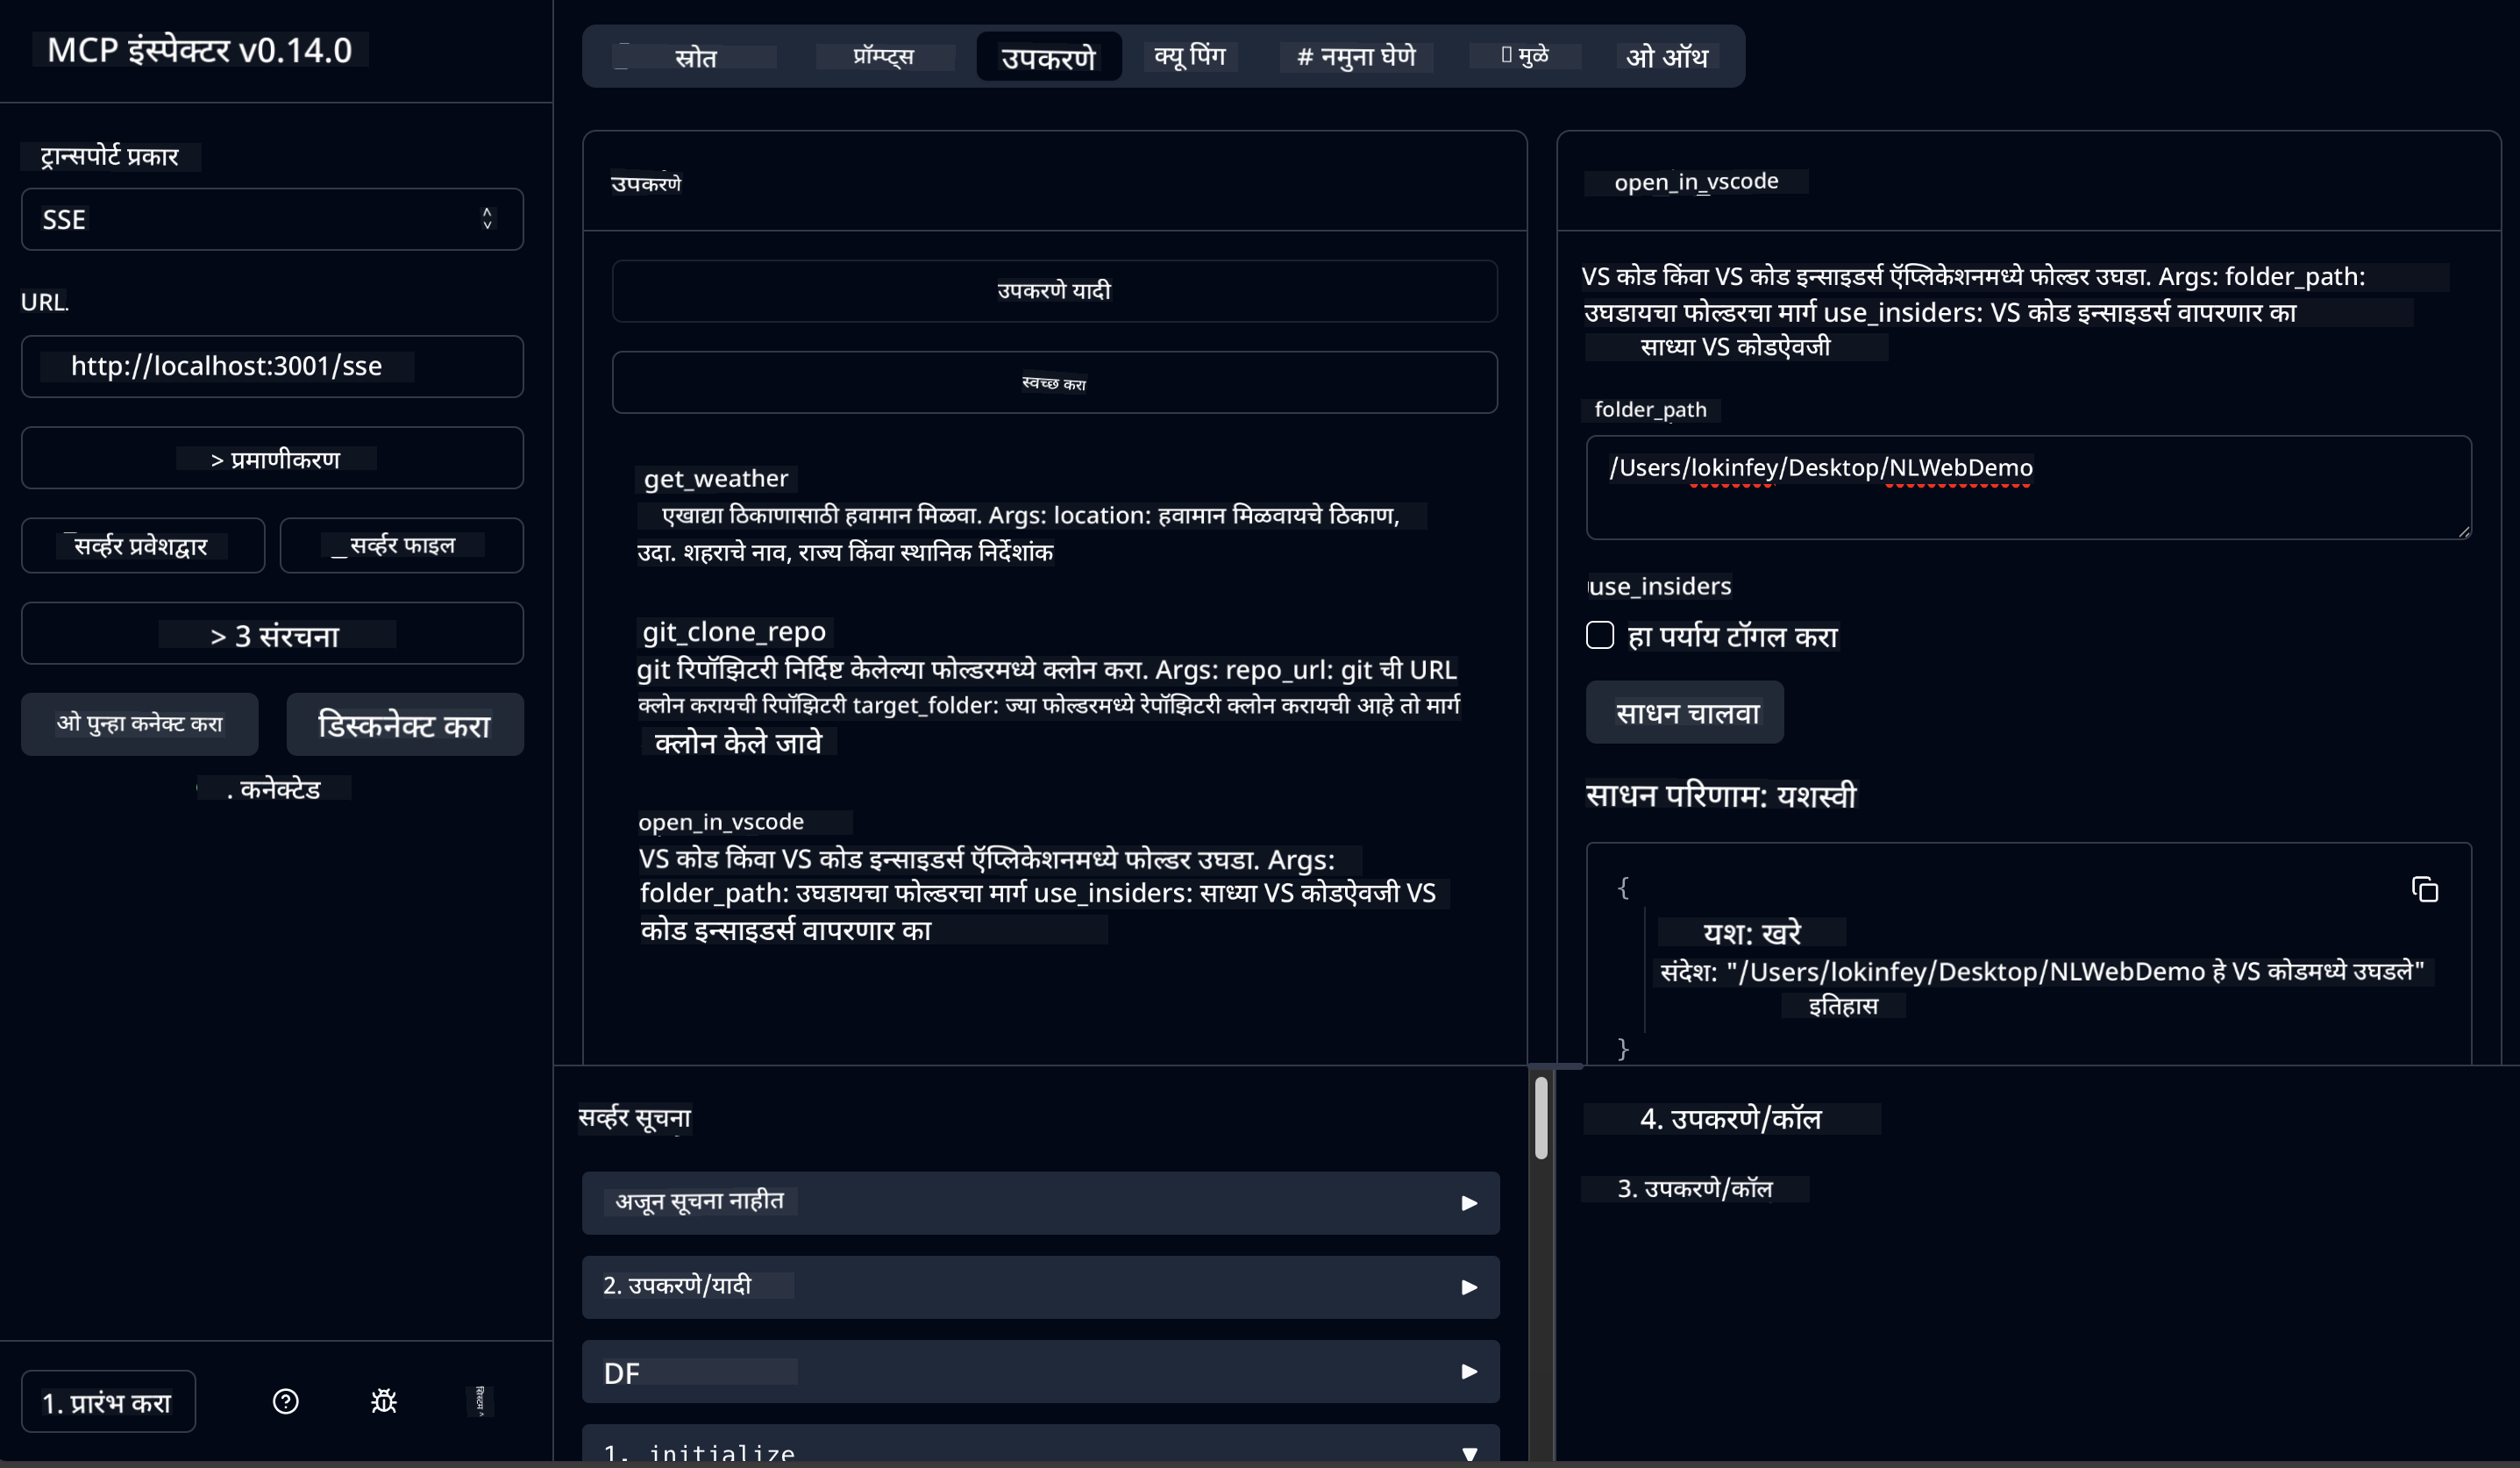 MCP इंस्पेक्टर v0.14.0
ट्रान्सपोर्ट प्रकार
SSE
URL.
http://localhost:3001/sse
> प्रमाणीकरण
सर्व्हर प्रवेशद्वार
सर्व्हर फाइल
> 3 संरचना
ओ पुन्हा कनेक्ट करा
डिस्कनेक्ट करा
. कनेक्टेड
1. प्रारंभ करा
स्रोत
प्रॉम्प्ट्स
उपकरणे
क्यू पिंग
# नमुना घेणे
मुळे
ओ ऑथ
उपकरणे
उपकरणे यादी
स्वच्छ करा
get_weather
एखाद्या ठिकाणासाठी हवामान मिळवा. Args: location: हवामान मिळवायचे ठिकाण,
उदा. शहराचे नाव, राज्य किंवा स्थानिक निर्देशांक
git_clone_repo
git रिपॉझिटरी निर्दिष्ट केलेल्या फोल्डरमध्ये क्लोन करा. Args: repo_url: git ची URL
क्लोन करायची रिपॉझिटरी target_folder: ज्या फोल्डरमध्ये रेपॉझिटरी क्लोन करायची आहे तो मार्ग
क्लोन केले जावे
open_in_vscode
VS कोड किंवा VS कोड इन्साइडर्स ऍप्लिकेशनमध्ये फोल्डर उघडा. Args:
folder_path: उघडायचा फोल्डरचा मार्ग use_insiders: साध्या VS कोडऐवजी VS
कोड इन्साइडर्स वापरणार का
open_in_vscode
VS कोड किंवा VS कोड इन्साइडर्स ऍप्लिकेशनमध्ये फोल्डर उघडा. Args: folder_path:
उघडायचा फोल्डरचा मार्ग use_insiders: VS कोड इन्साइडर्स वापरणार का
साध्या VS कोडऐवजी
folder_path
/Users/lokinfey/Desktop/NLWebDemo
use_insiders
हा पर्याय टॉगल करा
साधन चालवा
साधन परिणाम: यशस्वी
{
यश: खरे
संदेश: "/Users/lokinfey/Desktop/NLWebDemo हे VS कोडमध्ये उघडले"
इतिहास
}
सर्व्हर सूचना
अजून सूचना नाहीत
2. उपकरणे/यादी
DF
1. initialize
4. उपकरणे/कॉल
3. उपकरणे/कॉल